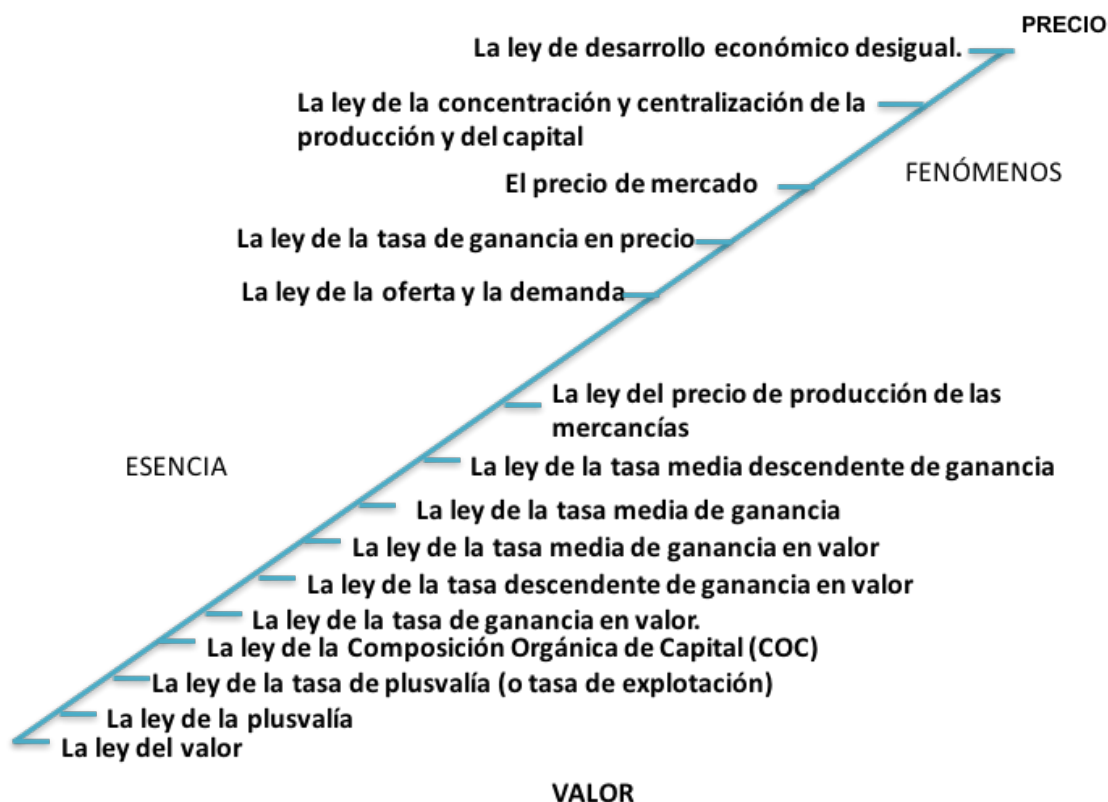 PRECIO
La ley de desarrollo económico desigual.
La ley de la concentración y centralización de la
producción y del capital
FENÓMENOS
El precio de mercado
La ley de la tasa de ganancia en precio
La ley de la oferta y la demanda
La ley del precio de producción de las
mercancías
ESENCIA
La ley de la tasa media descendente de ganancia
La ley de la tasa media de ganancia
La ley de la tasa media de ganancia en valor
La ley de la tasa descendente de ganancia en valor
La ley de la tasa de ganancia en valor.
La ley de la Composición Orgánica de Capital (COC)
La ley de la tasa de plusvalía (o tasa de explotación)
La ley de la plusvalía
La ley del valor
VALOR